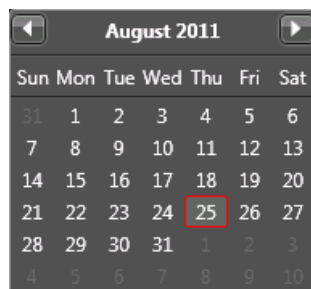 August 2011
Sun Mon Tue Wed Thu Fri Sat
31 1 2 3 4 5 6
7 8 9 10 11 12 13
14 15 16 17 18 19 20
21 22 23 24 25 26 27
28 29 30 31 1 2 3
4 5 6 7 8 9 10